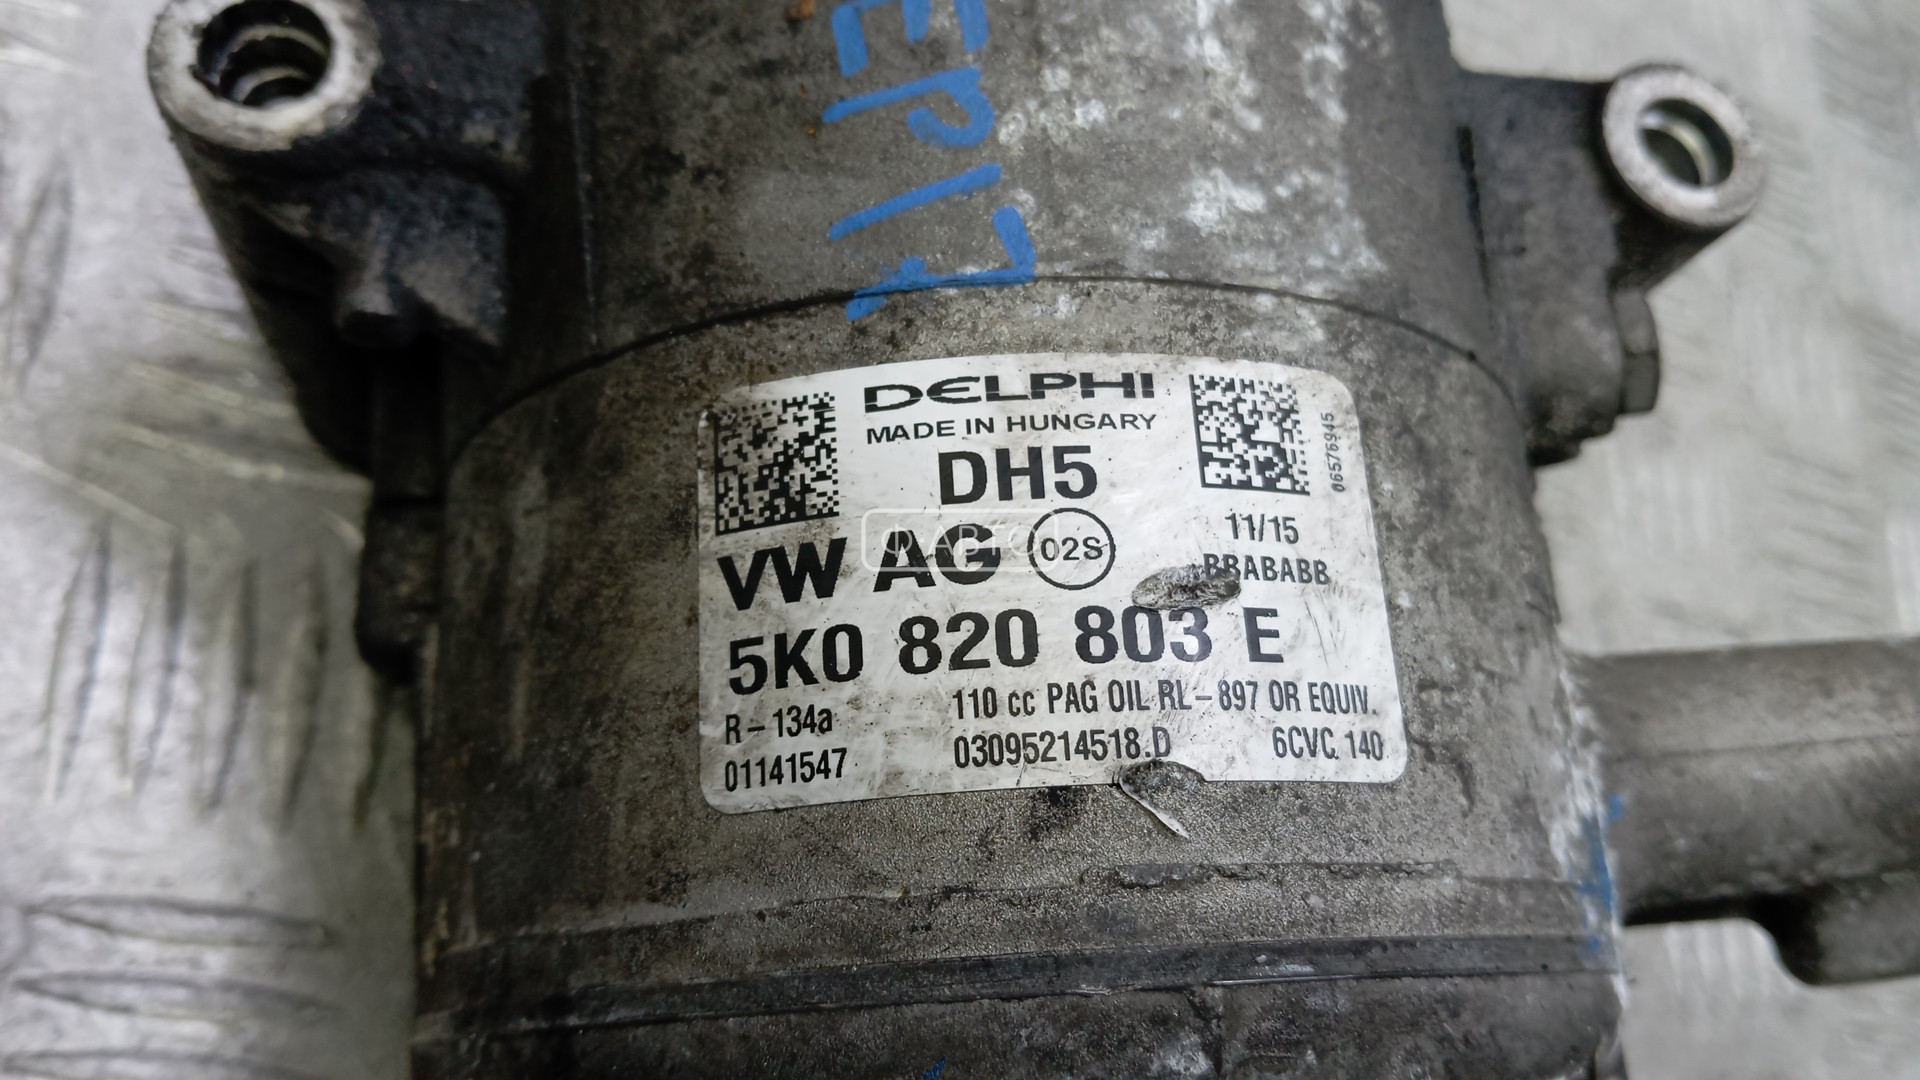 EP17
DELPHI
MADE IN HUNGARY
DH5
06576945
VW AG 02S
11/15
BBABABB
5K0 820 803 E
R-134a
110 cc PAG OIL RL-897 OR EQUIV.
01141547
03095214518.D
6CVC 140